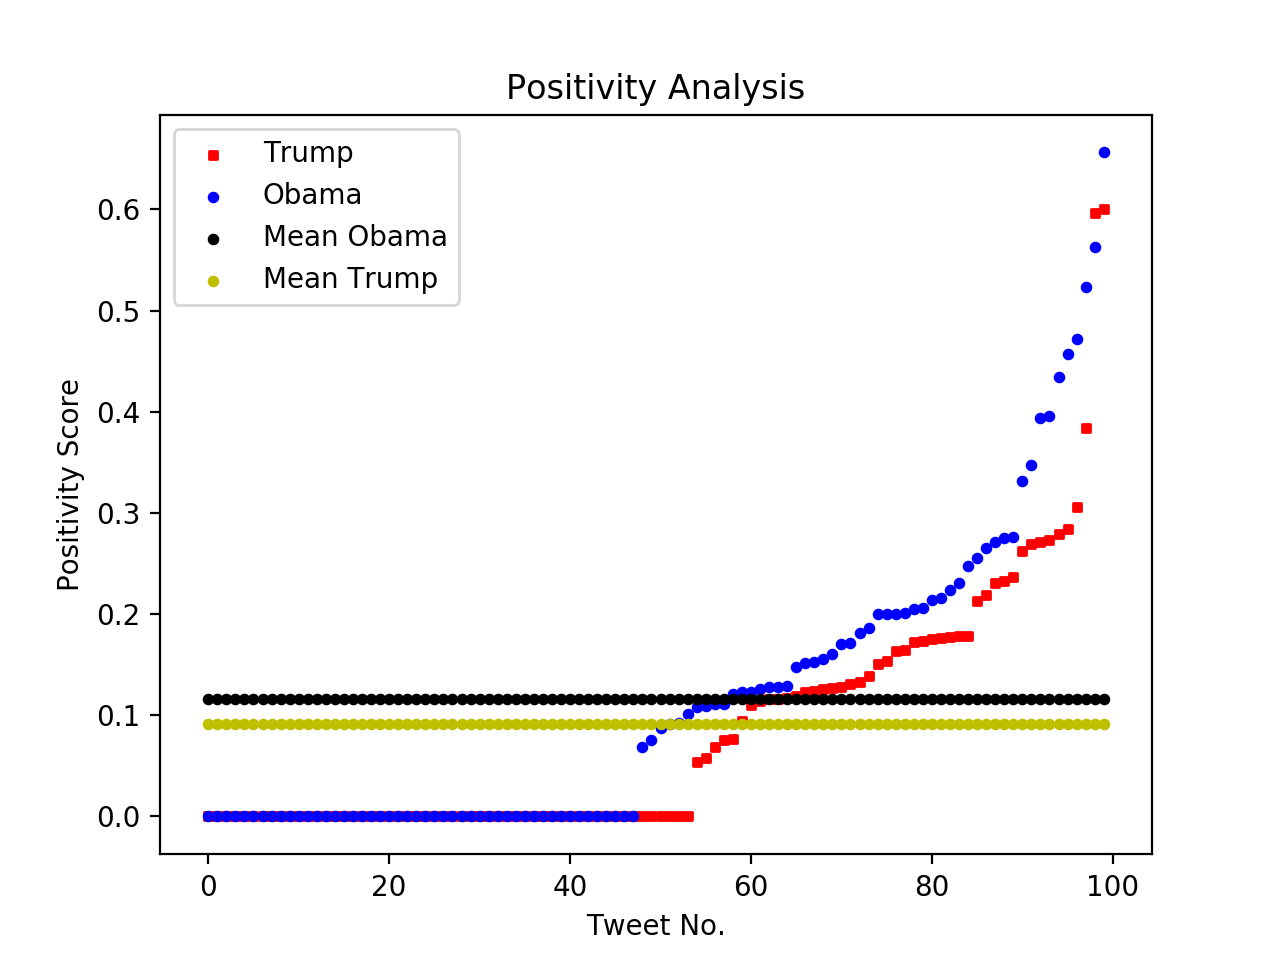 Positivity Analysis
Trump
Obama
Mean Obama
Mean Trump
Positivity Score
0.6
0.5
0.4
0.3
0.2
0.1
0.0
0 20 40 60 80 100
Tweet No.